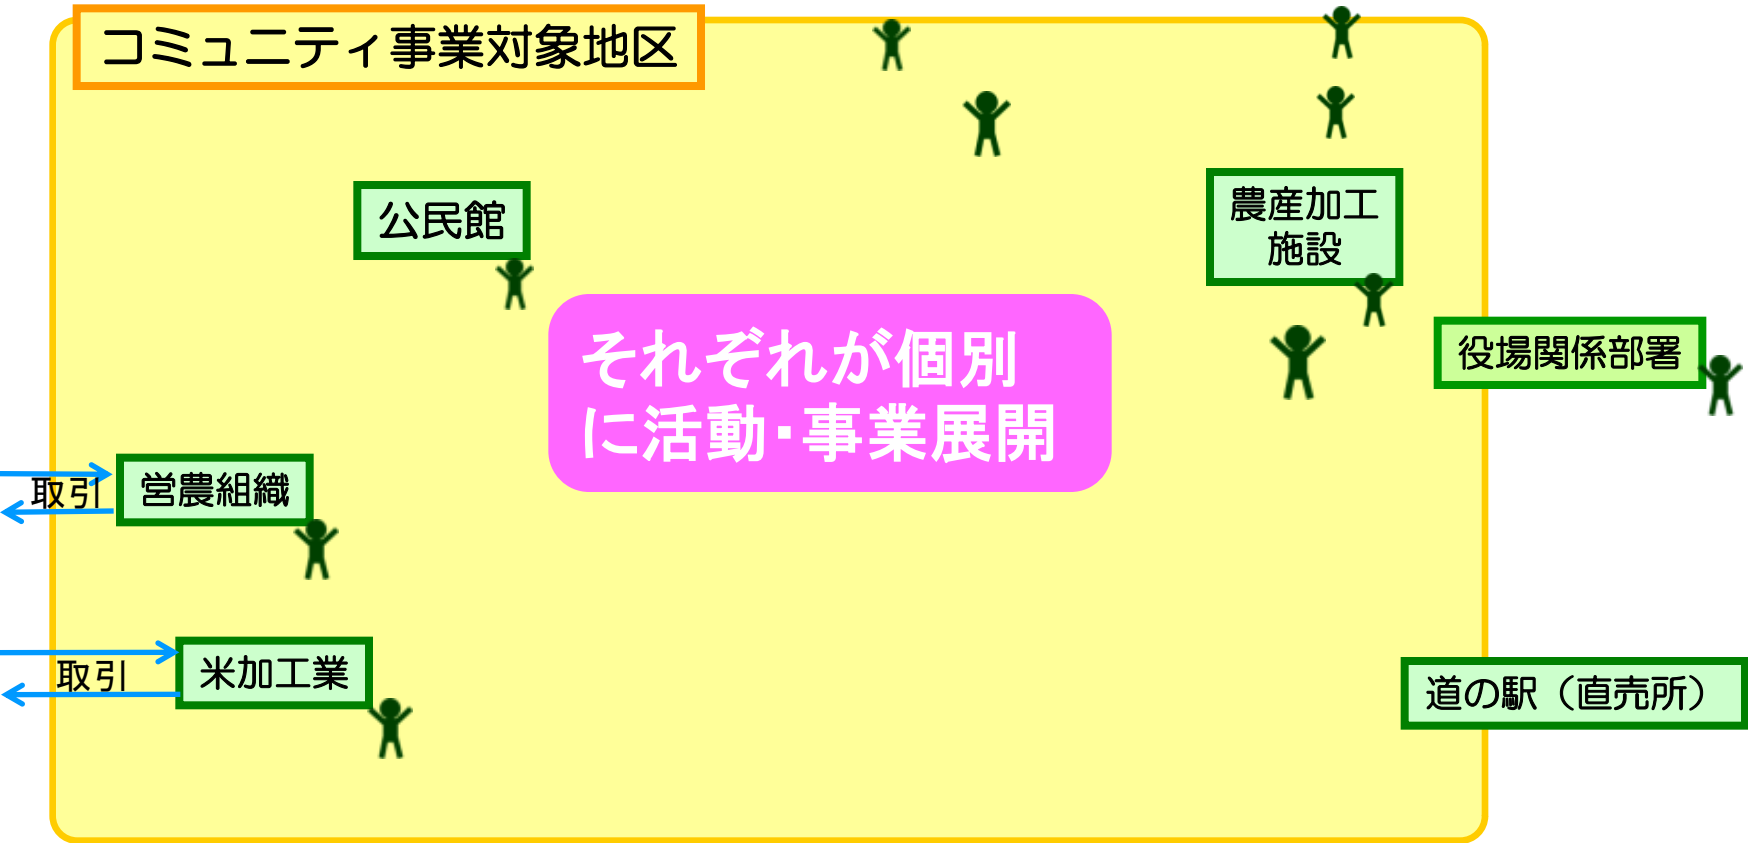 コミュニティ事業対象地区
公民館
農産加工
施設
それぞれが個別
に活動・事業展開
役場関係部署
取引
営農組織
取引
米加工業
道の駅（直売所）